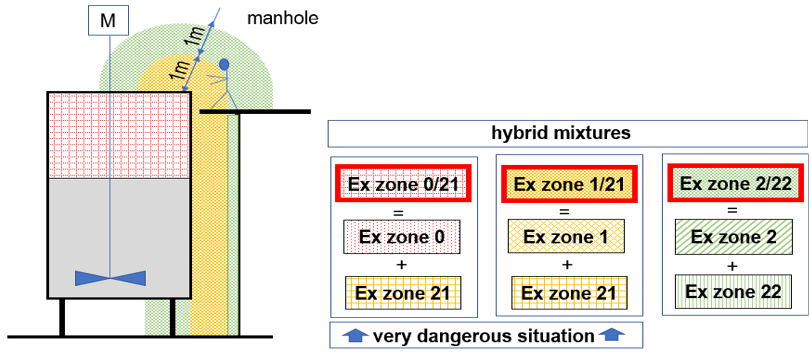 M
manhole
1m
1m
hybrid mixtures
Ex zone 0/21
=
Ex zone 0
+
Ex zone 21
Ex zone 1/21
=
Ex zone 1
+
Ex zone 21
Ex zone 2/22
=
Ex zone 2
+
Ex zone 22
very dangerous situation